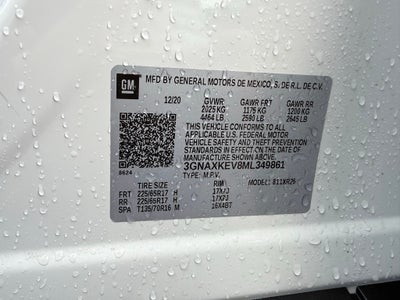 GM
MFD BY GENERAL MOTORS DE MEXICO, S. DE R.L. DE C.V.
12/20 GVWR GAWR FRT GAWR RR
2025 KG 1175 KG 1200 KG
4464 LB 2590 LB 2645 LB
THIS VEHICLE CONFORMS TO ALL
APPLICABLE U.S. FEDERAL MOTOR
VEHICLE SAFETY STANDARDS IN EFFECT ON
THE DATE OF MANUFACTURE SHOWN ABOVE.
3GNAXKEV8ML349861
8624 TYPE: M.P.V. MODEL: 1XR26
TIRE SIZE RIM
FRT 225/65R17 H 17X7J
RR 225/65R17 H 17X7J
SPA T135/70R16 M 16X4BT